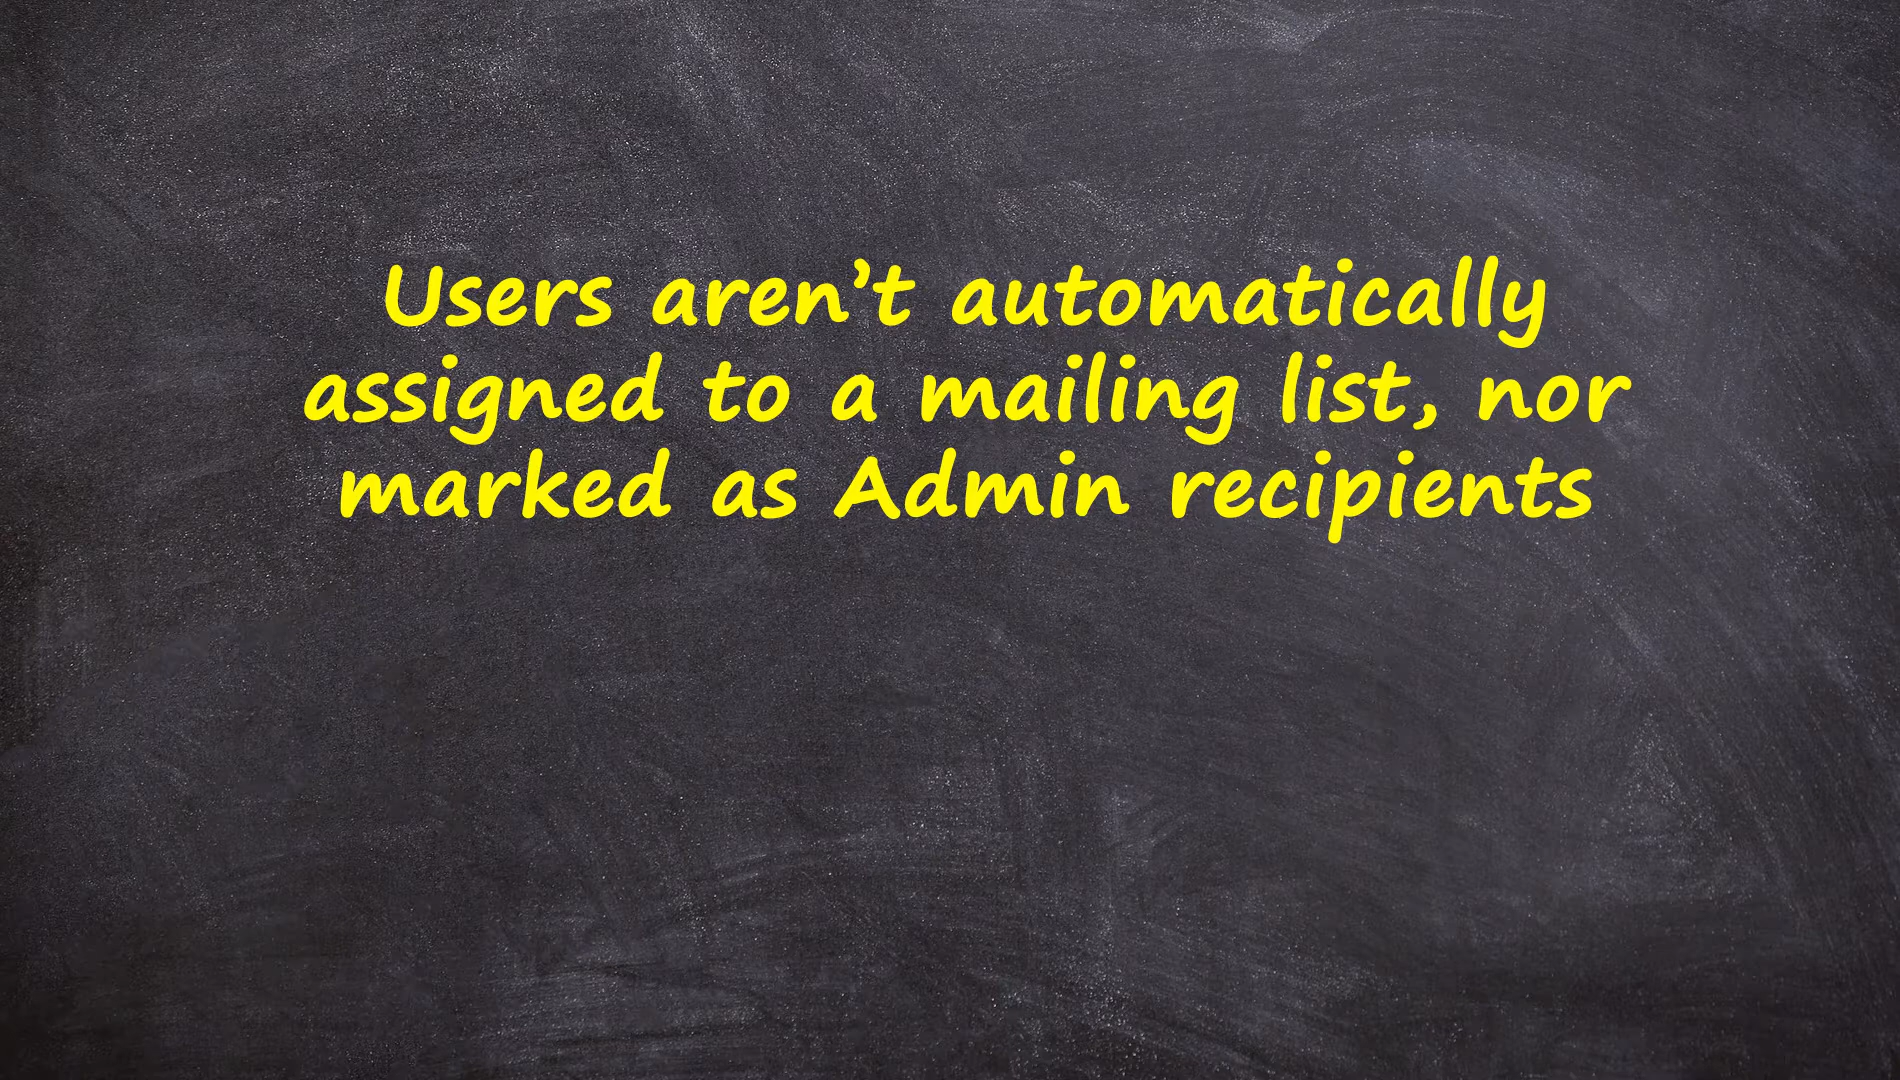 Users aren’t automatically
assigned to a mailing list, nor
marked as Admin recipients